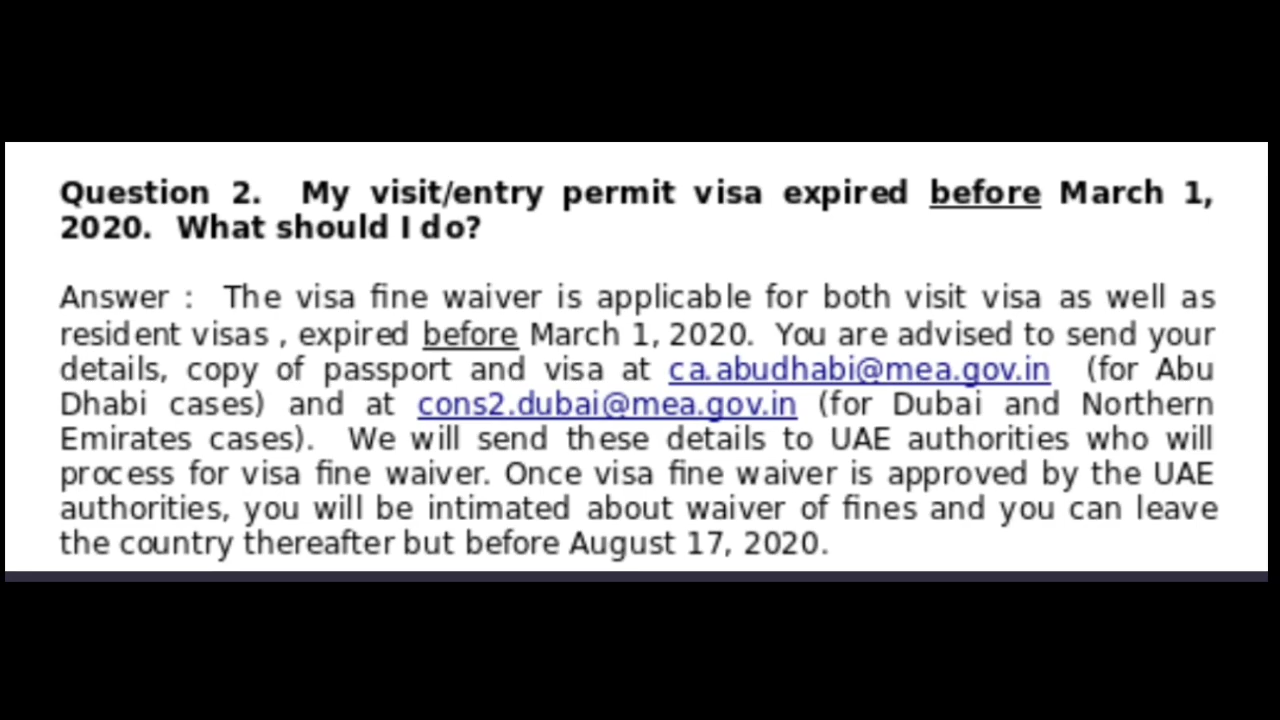 Question 2. My visit/entry permit visa expired before March 1,
2020. What should I do?
Answer : The visa fine waiver is applicable for both visit visa as well as
resident visas , expired before March 1, 2020. You are advised to send your
details, copy of passport and visa at ca.abudhabi@mea.gov.in (for Abu
Dhabi cases) and at cons2.dubai@mea.gov.in (for Dubai and Northern
Emirates cases). We will send these details to UAE authorities who will
process for visa fine waiver. Once visa fine waiver is approved by the UAE
authorities, you will be intimated about waiver of fines and you can leave
the country thereafter but before August 17, 2020.